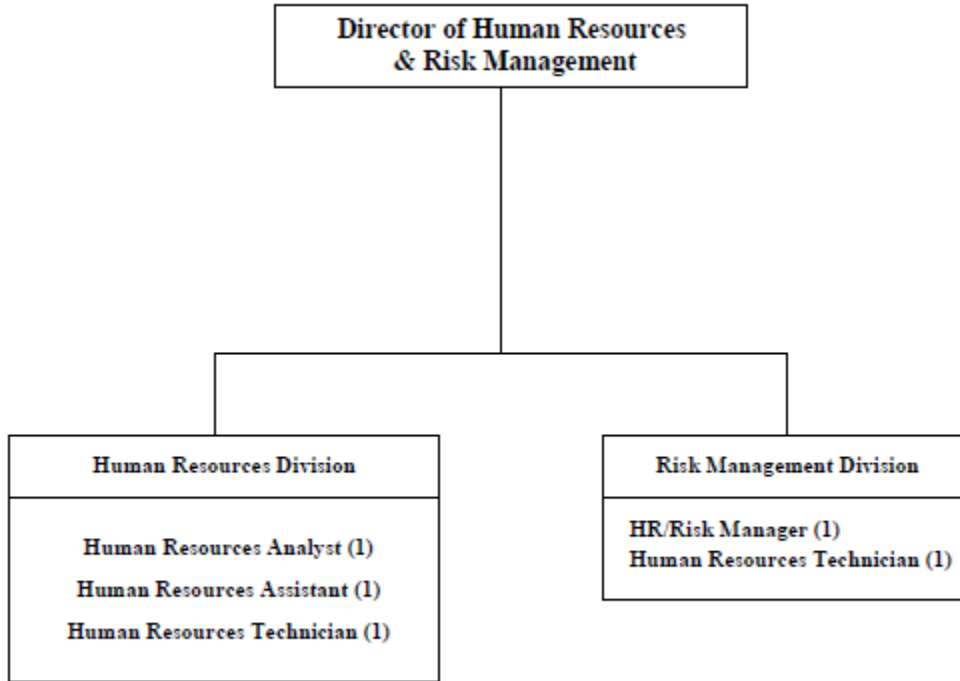 Director of Human Resources
& Risk Management
Human Resources Division
Human Resources Analyst (1)
Human Resources Assistant (1)
Human Resources Technician (1)
Risk Management Division
HR/Risk Manager (1)
Human Resources Technician (1)